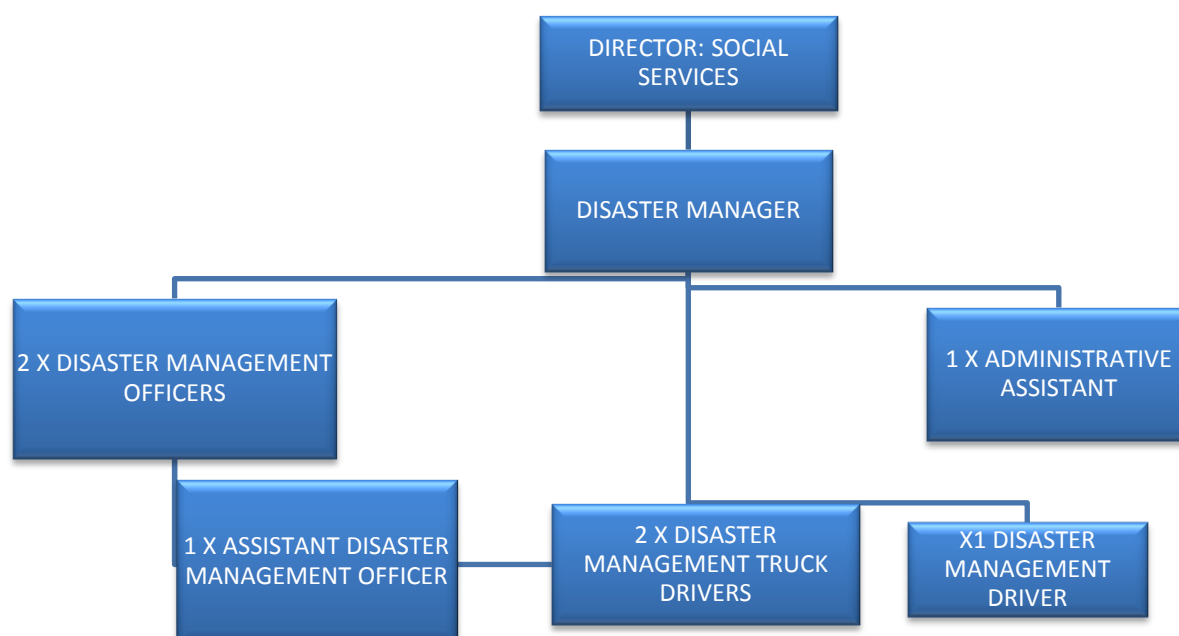 DIRECTOR: SOCIAL
SERVICES
DISASTER MANAGER
2 X DISASTER MANAGEMENT
OFFICERS
1 X ADMINISTRATIVE
ASSISTANT
1 X ASSISTANT DISASTER
MANAGEMENT OFFICER
2 X DISASTER
MANAGEMENT TRUCK
DRIVERS
X1 DISASTER
MANAGEMENT
DRIVER